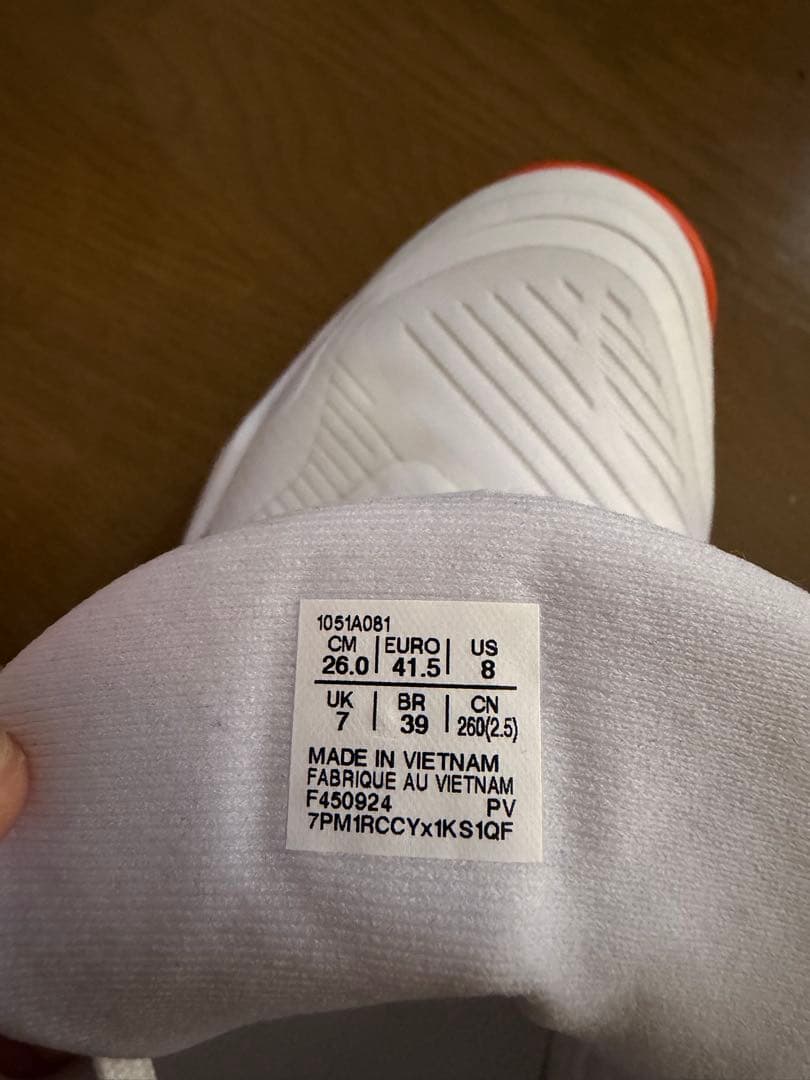 1051A081
CM | EURO | US
26.0 | 41.5 | 8
UK | BR | CN
7 | 39 | 260(2.5)
MADE IN VIETNAM
FABRIQUE AU VIETNAM
F450924 PV
7PM1RCCYx1KS1QF